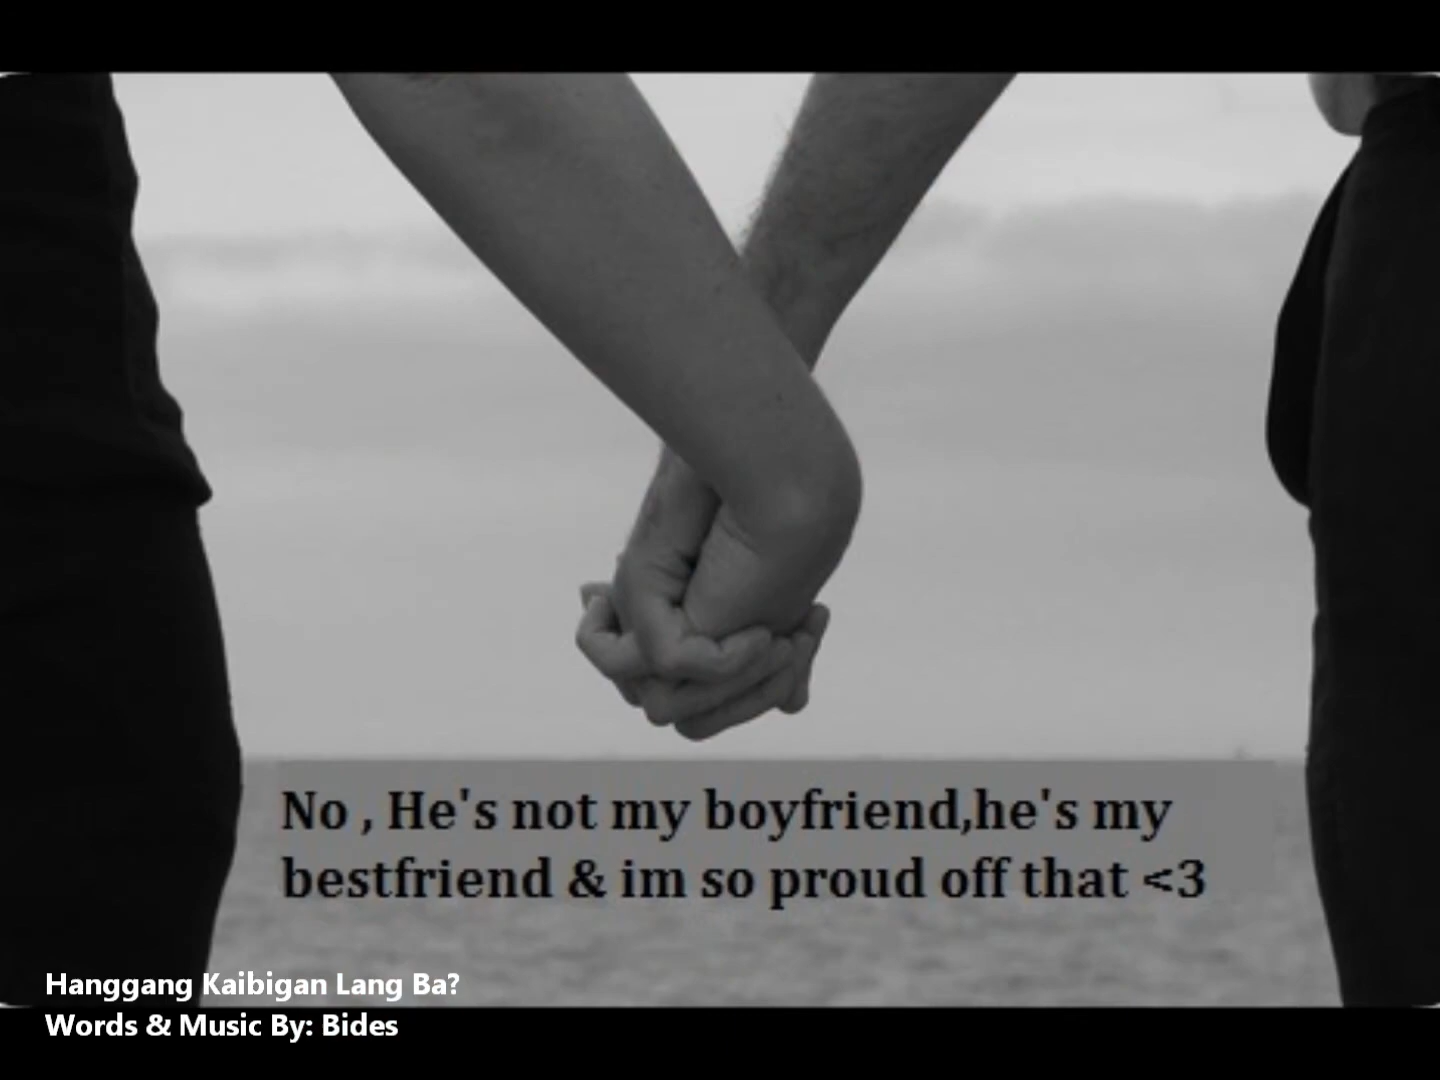 No , He's not my boyfriend,he's my
bestfriend & im so proud off that <3
Hanggang Kaibigan Lang Ba?
Words & Music By: Bides